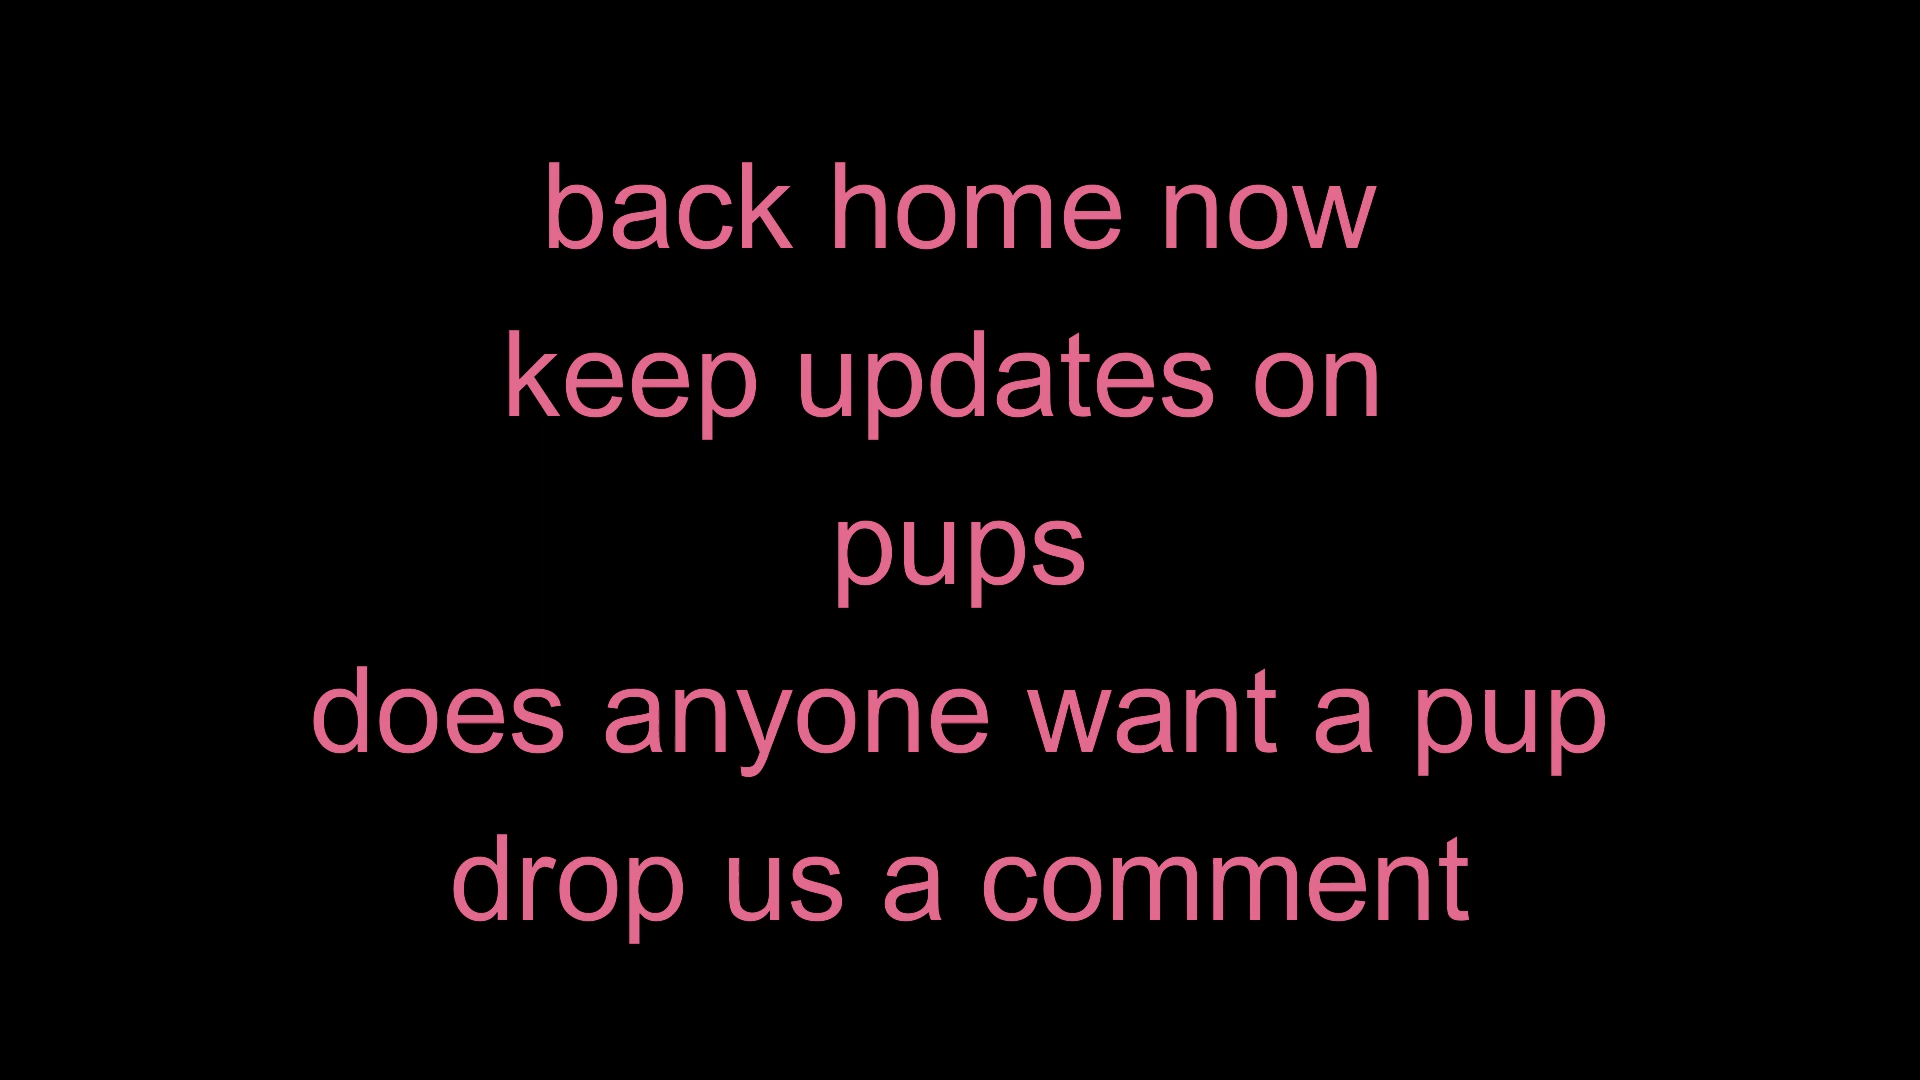 back home now
keep updates on
pups
does anyone want a pup
drop us a comment